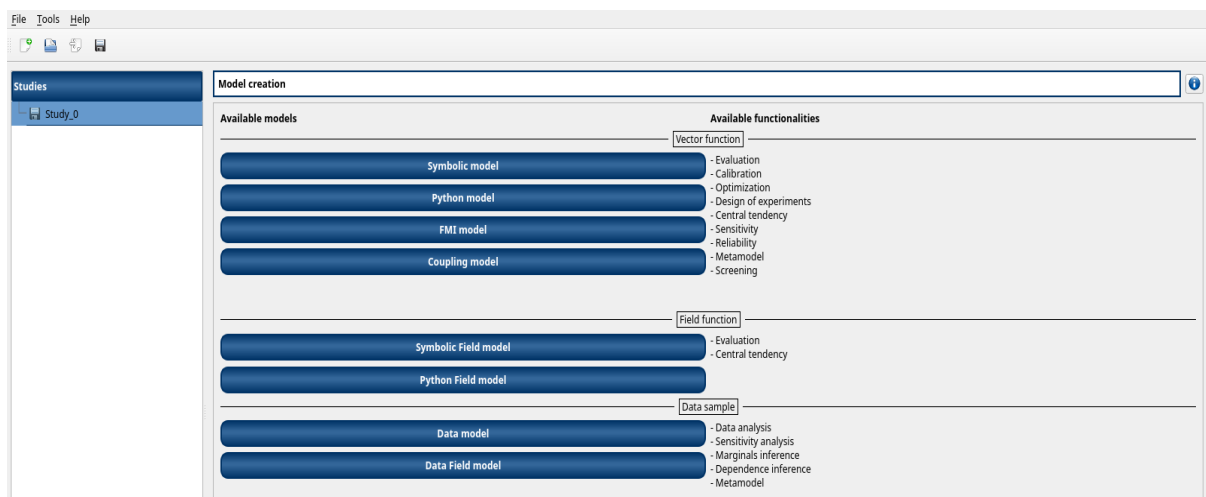 File Tools Help
Studies
Study_0
Model creation
Available models
Available functionalities
Vector function
Symbolic model
Python model
FMI model
Coupling model
- Evaluation
- Calibration
- Optimization
- Design of experiments
- Central tendency
- Sensitivity
- Reliability
- Metamodel
- Screening
Field function
Symbolic Field model
Python Field model
- Evaluation
- Central tendency
Data sample
Data model
Data Field model
- Data analysis
- Sensitivity analysis
- Marginals inference
- Dependence inference
- Metamodel